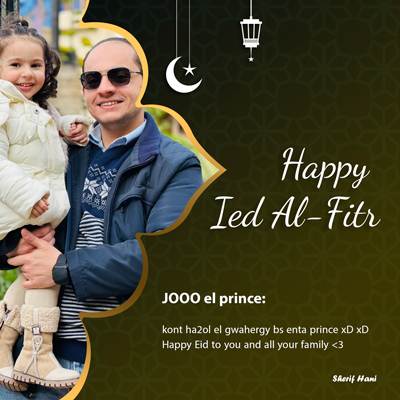 Happy
Ied Al-Fitr
JOOO el prince:
kont ha2ol el gwahergy bs enta prince xD xD
Happy Eid to you and all your family <3
Sherif Hani